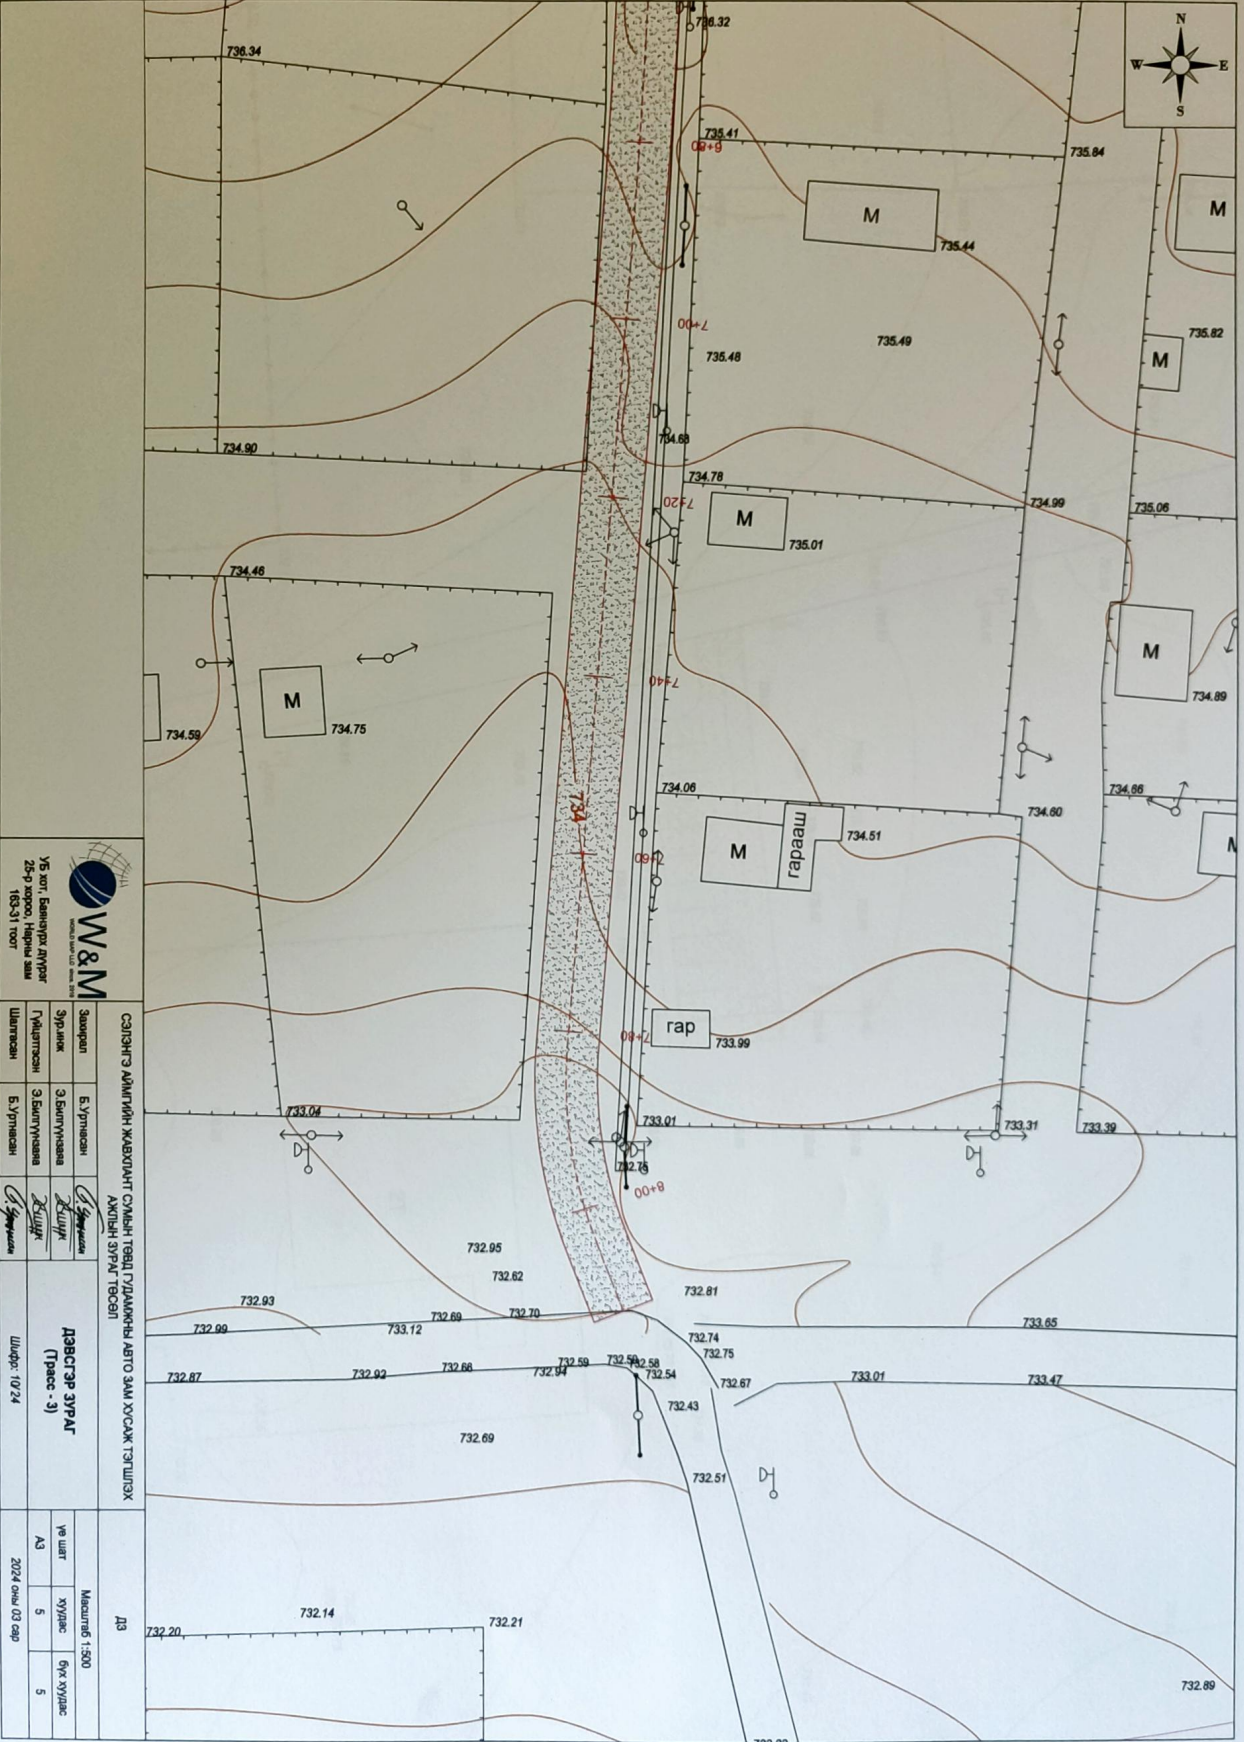 N
W E
S
736.34
736.32
735.41
6+80
735.84
M
M
735.44
7+00
735.48
735.49
735.82
M
734.90
734.68
734.78
7+20
734.99
735.06
M
735.01
734.46
M
734.59
M
734.75
7+40
734.89
734
734.06
734.60
734.66
M
гарааш
734.51
7+60
гар
733.99
7+80
733.04
733.01
733.31
733.39
732.76
8+00
732.95
732.62
732.81
732.93
732.99
733.12
732.69
732.70
732.74
732.75
733.65
732.87
732.92
732.66
732.94
732.59
732.58
732.54
732.67
733.01
733.47
732.43
732.69
732.51
732.14
732.20
732.21
732.89
W&M
WORLD MAP LLC
УБ хот, Баянзүрх дүүрэг
25-р хороо, Нарны зам
163-31 тоот
СЭЛЭНГЭ АЙМГИЙН ЖАВХЛАНТ СУМЫН ТӨВД ГУДАМЖНЫ АВТО ЗАМ ХУСАЖ ТЭГШЛЭХ
АЖЛЫН ЗУРАГ ТӨСӨЛ
Захирал Б.Уртнасан
Зур.инж Э.Билгүүнзаяа
Гүйцэтгэсэн Э.Билгүүнзаяа
Шалгасан Б.Уртнасан
ДЭВСГЭР ЗУРАГ
(Трасс - 3)
Шифр: 10/24
ДЗ
Масштаб 1:500
үе шат хуудас бүх хуудас
А3 5 5
2024 оны 03 сар